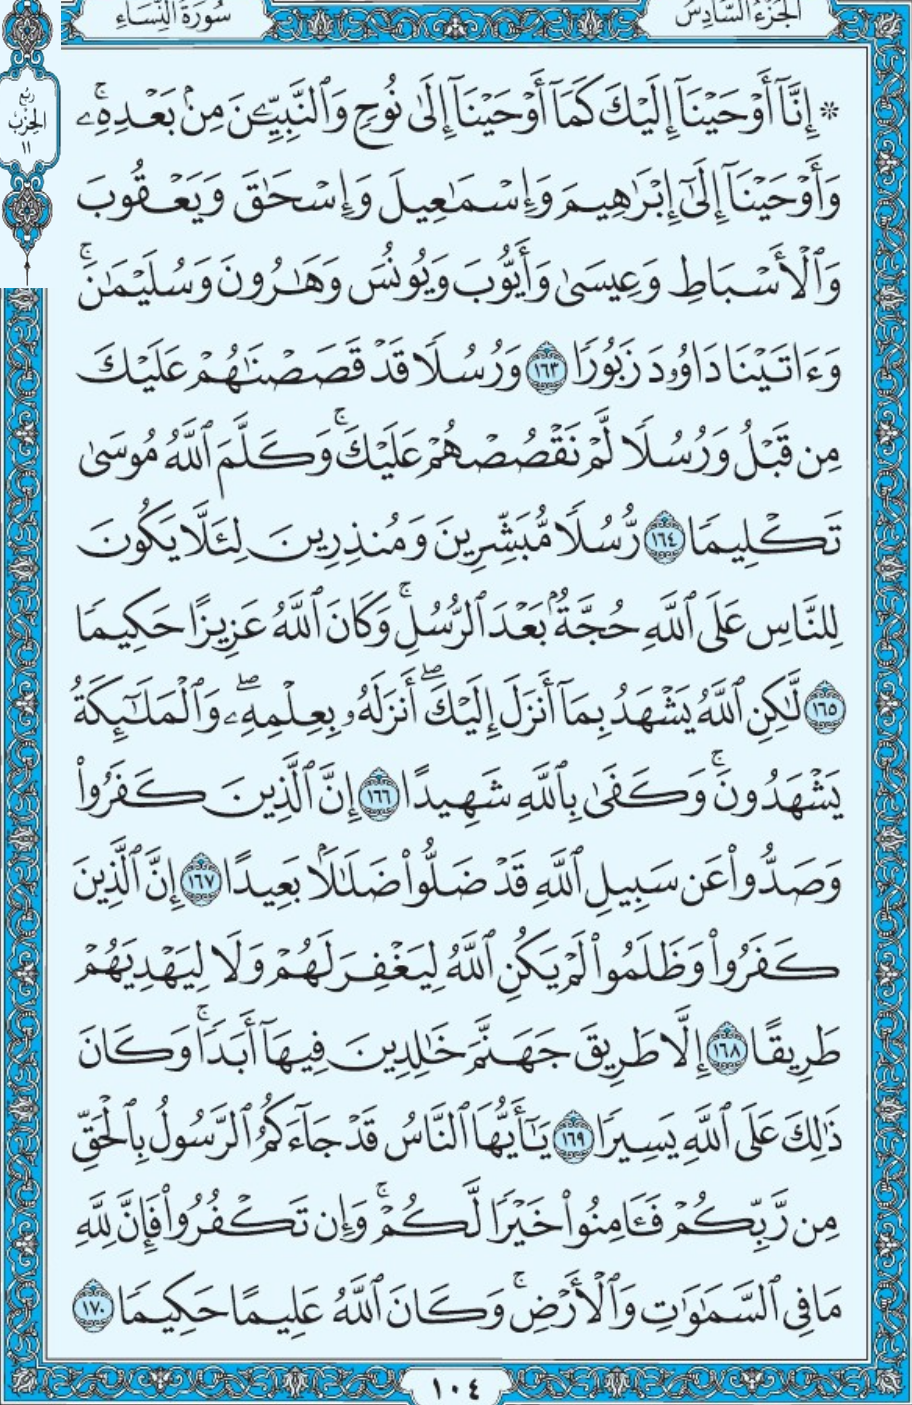 الجُزْءُ السَّادِسُ
سُورَةُ النِّسَاءِ
رُبُع
الحِزْبِ
١١
* إِنَّآ أَوْحَيْنَآ إِلَيْكَ كَمَآ أَوْحَيْنَآ إِلَىٰ نُوحٍ وَٱلنَّبِيِّـۧنَ مِنۢ بَعْدِهِۦۚ
وَأَوْحَيْنَآ إِلَىٰٓ إِبْرَٰهِيمَ وَإِسْمَٰعِيلَ وَإِسْحَٰقَ وَيَعْقُوبَ
وَٱلْأَسْبَاطِ وَعِيسَىٰ وَأَيُّوبَ وَيُونُسَ وَهَٰرُونَ وَسُلَيْمَٰنَۚ
وَءَاتَيْنَا دَاوُۥدَ زَبُورًا ١٦٣ وَرُسُلًا قَدْ قَصَصْنَٰهُمْ عَلَيْكَ
مِن قَبْلُ وَرُسُلًا لَّمْ نَقْصُصْهُمْ عَلَيْكَۚ وَكَلَّمَ ٱللَّهُ مُوسَىٰ
تَكْلِيمًا ١٦٤ رُّسُلًا مُّبَشِّرِينَ وَمُنذِرِينَ لِئَلَّا يَكُونَ
لِلنَّاسِ عَلَى ٱللَّهِ حُجَّةٌۢ بَعْدَ ٱلرُّسُلِۚ وَكَانَ ٱللَّهُ عَزِيزًا حَكِيمًا
١٦٥ لَّٰكِنِ ٱللَّهُ يَشْهَدُ بِمَآ أَنزَلَ إِلَيْكَۖ أَنزَلَهُۥ بِعِلْمِهِۦۖ وَٱلْمَلَٰٓئِكَةُ
يَشْهَدُونَۚ وَكَفَىٰ بِٱللَّهِ شَهِيدًا ١٦٦ إِنَّ ٱلَّذِينَ كَفَرُوا۟
وَصَدُّوا۟ عَن سَبِيلِ ٱللَّهِ قَدْ ضَلُّوا۟ ضَلَٰلًۢا بَعِيدًا ١٦٧ إِنَّ ٱلَّذِينَ
كَفَرُوا۟ وَظَلَمُوا۟ لَمْ يَكُنِ ٱللَّهُ لِيَغْفِرَ لَهُمْ وَلَا لِيَهْدِيَهُمْ
طَرِيقًا ١٦٨ إِلَّا طَرِيقَ جَهَنَّمَ خَٰلِدِينَ فِيهَآ أَبَدًاۚ وَكَانَ
ذَٰلِكَ عَلَى ٱللَّهِ يَسِيرًا ١٦٩ يَٰٓأَيُّهَا ٱلنَّاسُ قَدْ جَآءَكُمُ ٱلرَّسُولُ بِٱلْحَقِّ
مِن رَّبِّكُمْ فَـَٔامِنُوا۟ خَيْرًا لَّكُمْۚ وَإِن تَكْفُرُوا۟ فَإِنَّ لِلَّهِ
مَا فِى ٱلسَّمَٰوَٰتِ وَٱلْأَرْضِۚ وَكَانَ ٱللَّهُ عَلِيمًا حَكِيمًا ١٧٠
١٠٤